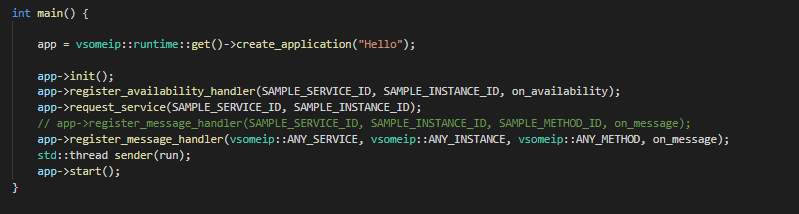 int main() {
app = vsomeip::runtime::get()->create_application("Hello");
app->init();
app->register_availability_handler(SAMPLE_SERVICE_ID, SAMPLE_INSTANCE_ID, on_availability);
app->request_service(SAMPLE_SERVICE_ID, SAMPLE_INSTANCE_ID);
// app->register_message_handler(SAMPLE_SERVICE_ID, SAMPLE_INSTANCE_ID, SAMPLE_METHOD_ID, on_message);
app->register_message_handler(vsomeip::ANY_SERVICE, vsomeip::ANY_INSTANCE, vsomeip::ANY_METHOD, on_message);
std::thread sender(run);
app->start();
}